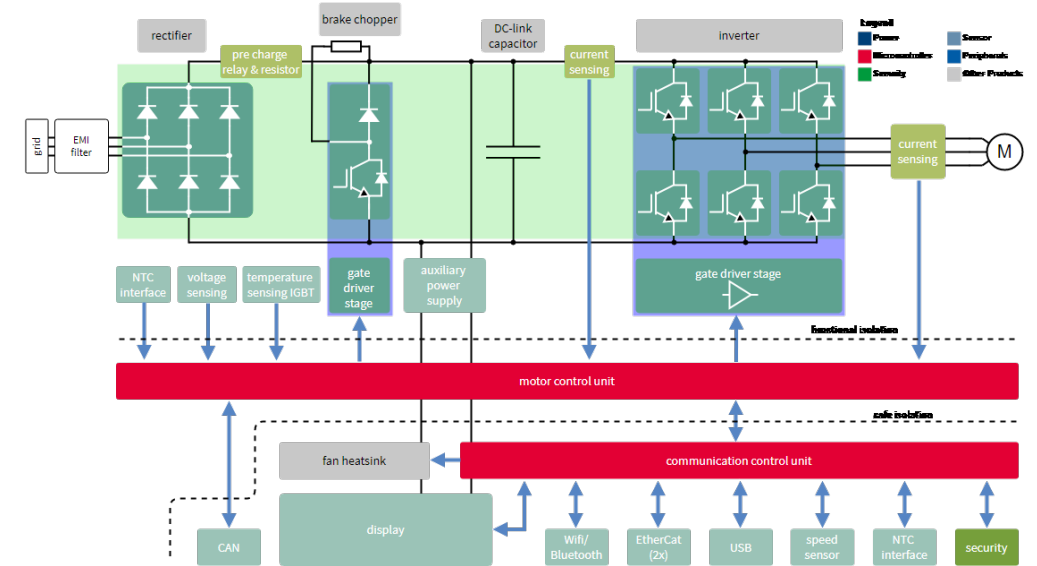 brake chopper
rectifier
DC-link
capacitor
inverter
Legend
Power
Sensor
Microcontroller
Peripherals
Security
Other Products
pre charge
relay & resistor
current
sensing
grid
EMI
filter
current
sensing
M
NTC
interface
voltage
sensing
temperature
sensing IGBT
gate
driver
stage
auxiliary
power
supply
gate driver stage
functional isolation
motor control unit
safe isolation
fan heatsink
communication control unit
display
CAN
Wifi/
Bluetooth
EtherCat
(2x)
USB
speed
sensor
NTC
interface
security